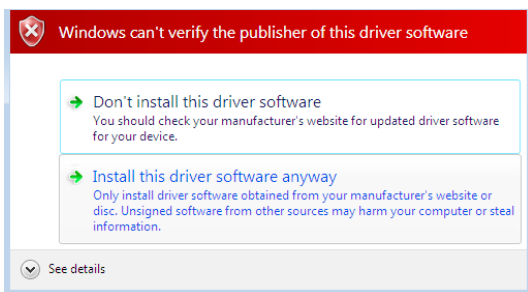 Windows can't verify the publisher of this driver software
Don't install this driver software
You should check your manufacturer's website for updated driver software
for your device.
Install this driver software anyway
Only install driver software obtained from your manufacturer's website or
disc. Unsigned software from other sources may harm your computer or steal
information.
See details